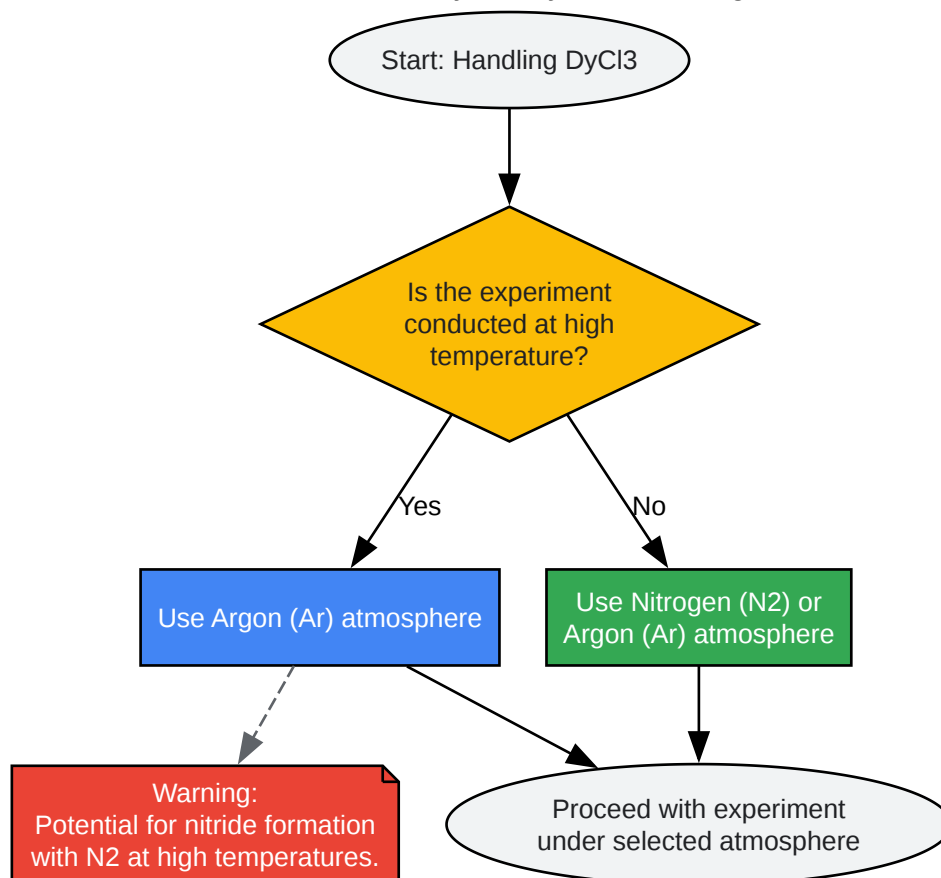 Start: Handling DyCl3
Is the experiment
conducted at high
temperature?
Yes
No
Use Argon (Ar) atmosphere
Use Nitrogen (N2) or
Argon (Ar) atmosphere
Warning:
Potential for nitride formation
with N2 at high temperatures.
Proceed with experiment
under selected atmosphere